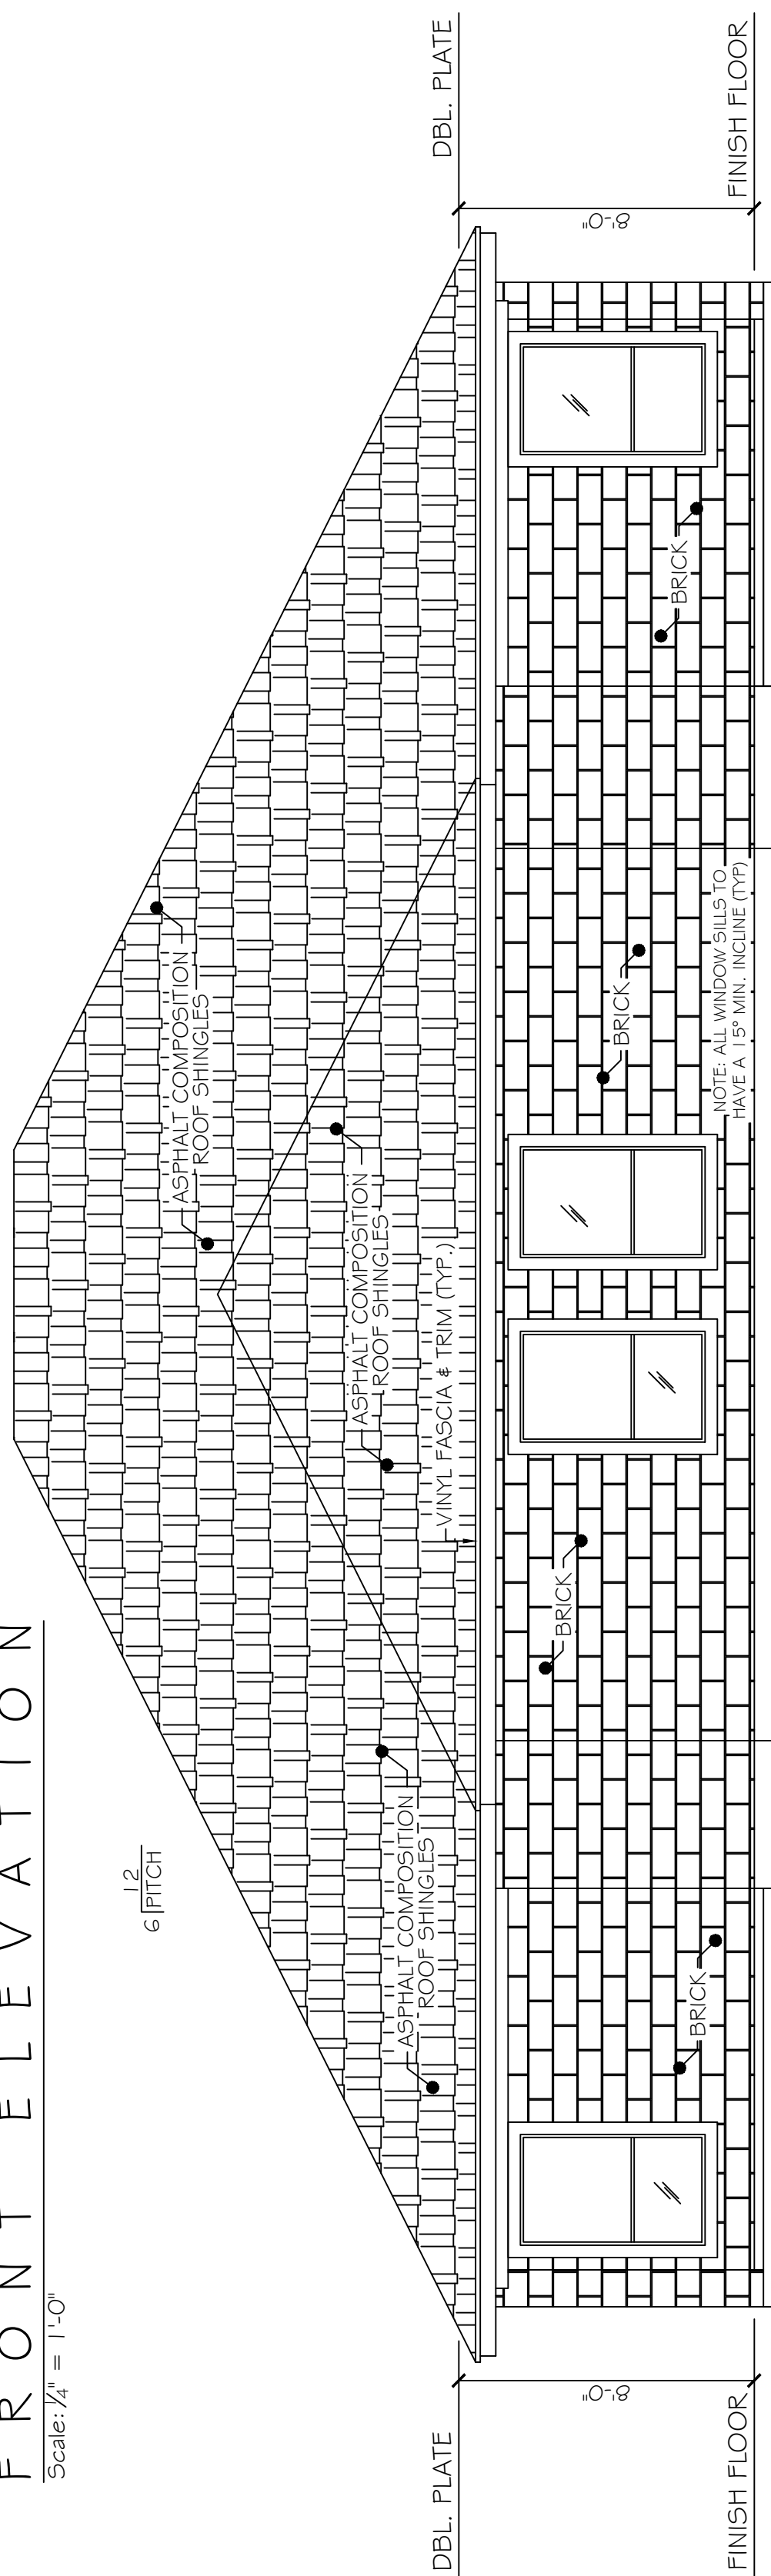 FRONT ELEVATION
Scale: 1/4" = 1'-0"
12
6 PITCH
ASPHALT COMPOSITION
ROOF SHINGLES
ASPHALT COMPOSITION
ROOF SHINGLES
ASPHALT COMPOSITION
ROOF SHINGLES
VINYL FASCIA & TRIM (TYP.)
DBL. PLATE
DBL. PLATE
8'-0"
8'-0"
BRICK
BRICK
BRICK
BRICK
NOTE: ALL WINDOW SILLS TO
HAVE A 15° MIN. INCLINE (TYP)
FINISH FLOOR
FINISH FLOOR